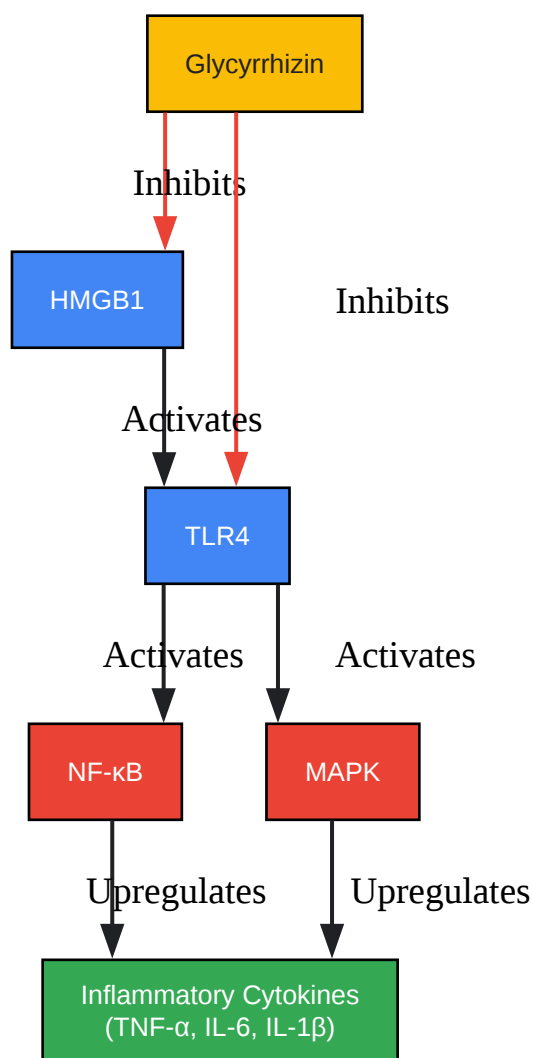 Glycyrrhizin
Inhibits
HMGB1
Inhibits
Activates
TLR4
Activates
Activates
NF-κB
MAPK
Upregulates
Upregulates
Inflammatory Cytokines
(TNF-α, IL-6, IL-1β)